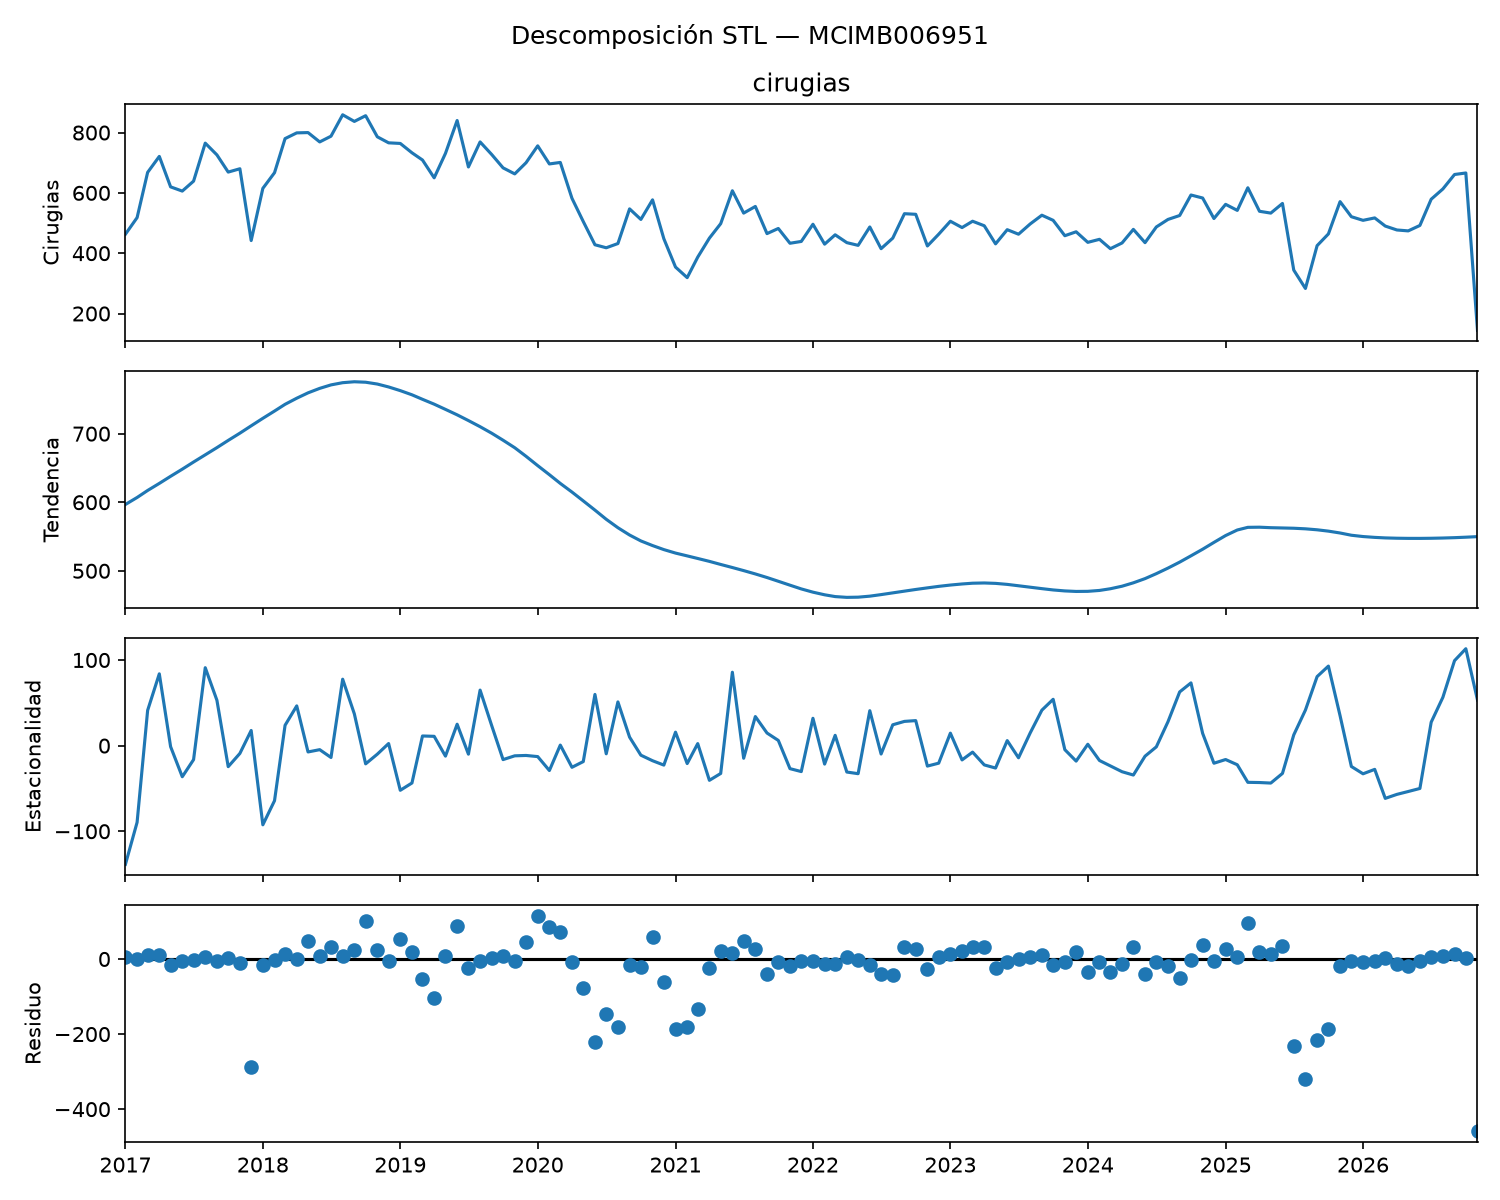 Descomposición STL — MCIMB006951
cirugias
Cirugias
800
600
400
200
Tendencia
700
600
500
Estacionalidad
100
0
−100
Residuo
0
−200
−400
2017 2018 2019 2020 2021 2022 2023 2024 2025 2026